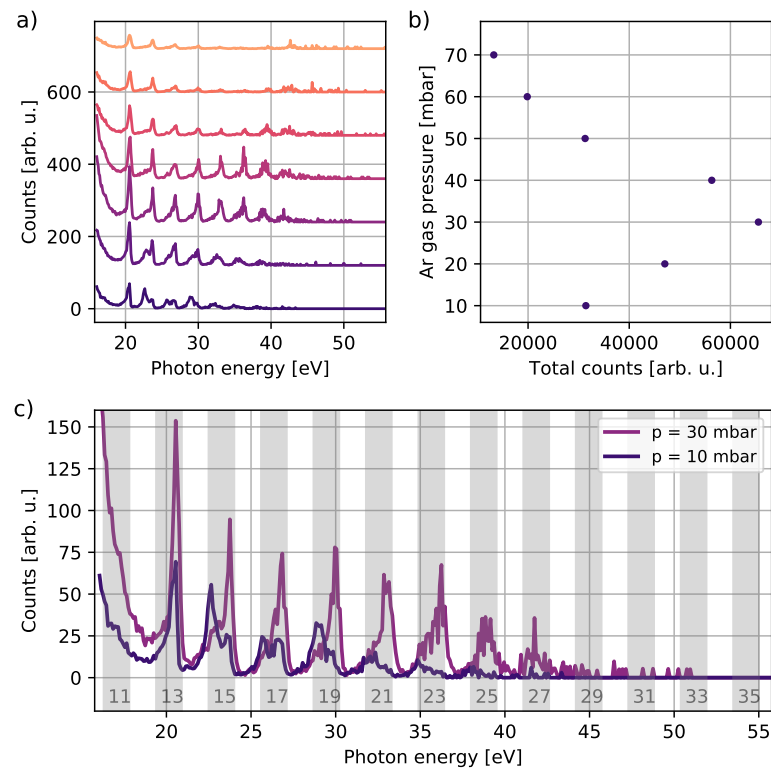 a)
600
400
200
0
Counts [arb. u.]
20 30 40 50
Photon energy [eV]
b)
70
60
50
40
30
20
10
Ar gas pressure [mbar]
20000 40000 60000
Total counts [arb. u.]
c)
150
125
100
75
50
25
0
Counts [arb. u.]
p = 30 mbar
p = 10 mbar
11 13 15 17 19 21 23 25 27 29 31 33 35
20 25 30 35 40 45 50 55
Photon energy [eV]